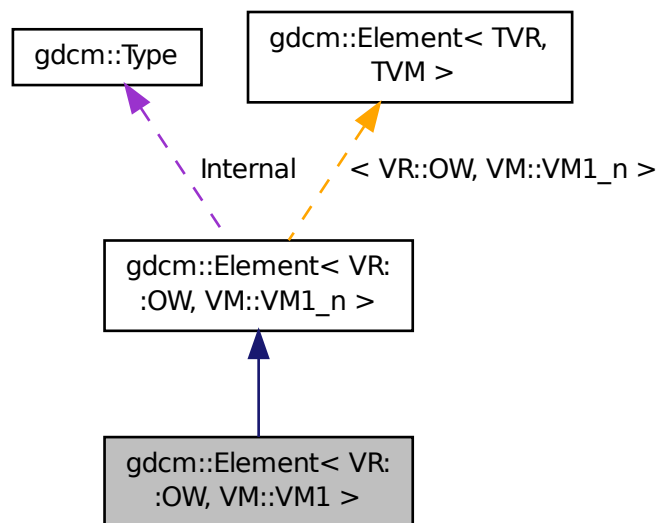 gdcm::Type
gdcm::Element< TVR,
TVM >
Internal
< VR::OW, VM::VM1_n >
gdcm::Element< VR:
:OW, VM::VM1_n >
gdcm::Element< VR:
:OW, VM::VM1 >